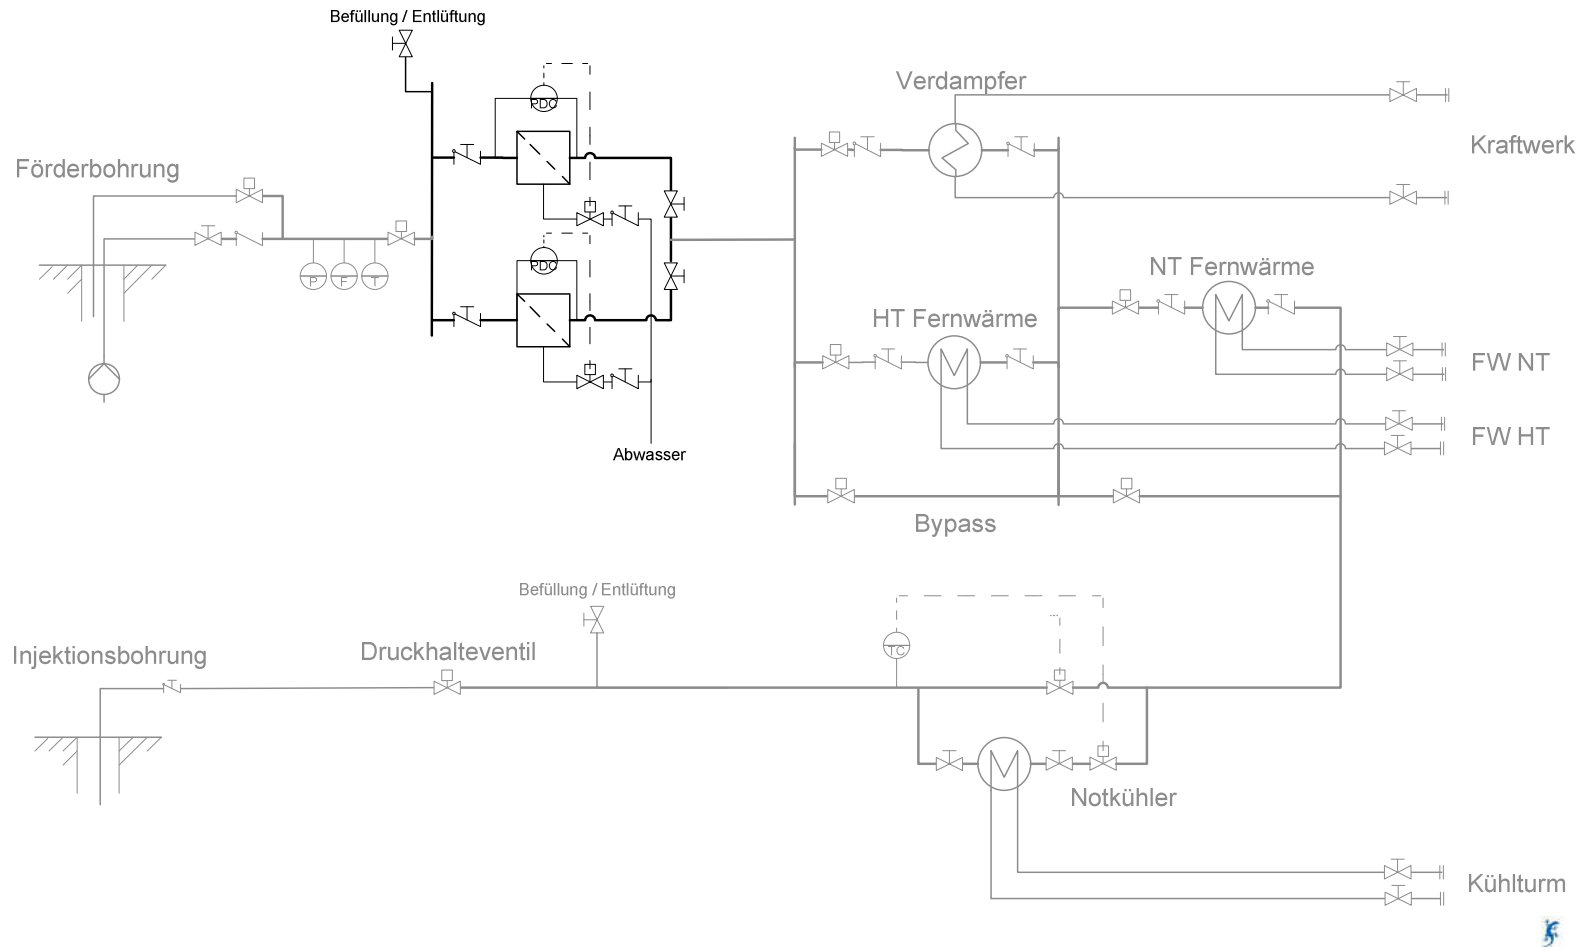 Befüllung / Entlüftung
Verdampfer
PDC
Kraftwerk
Förderbohrung
NT Fernwärme
PDC
P
F
T
HT Fernwärme
FW NT
FW HT
Abwasser
Bypass
Befüllung / Entlüftung
Injektionsbohrung
Druckhalteventil
TC
Notkühler
Kühlturm